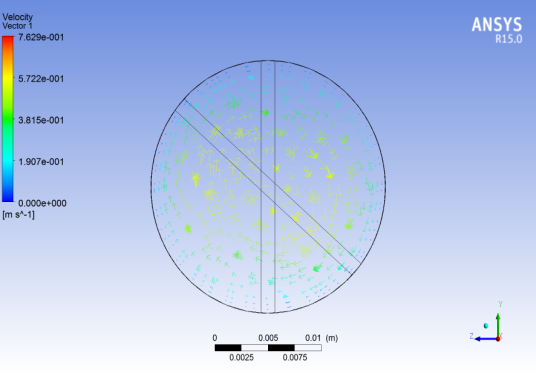 Velocity
Vector 1
7.629e-001
5.722e-001
3.815e-001
1.907e-001
0.000e+000
[m s^-1]
ANSYS
R15.0
0 0.005 0.01 (m)
0.0025 0.0075
Y
Z